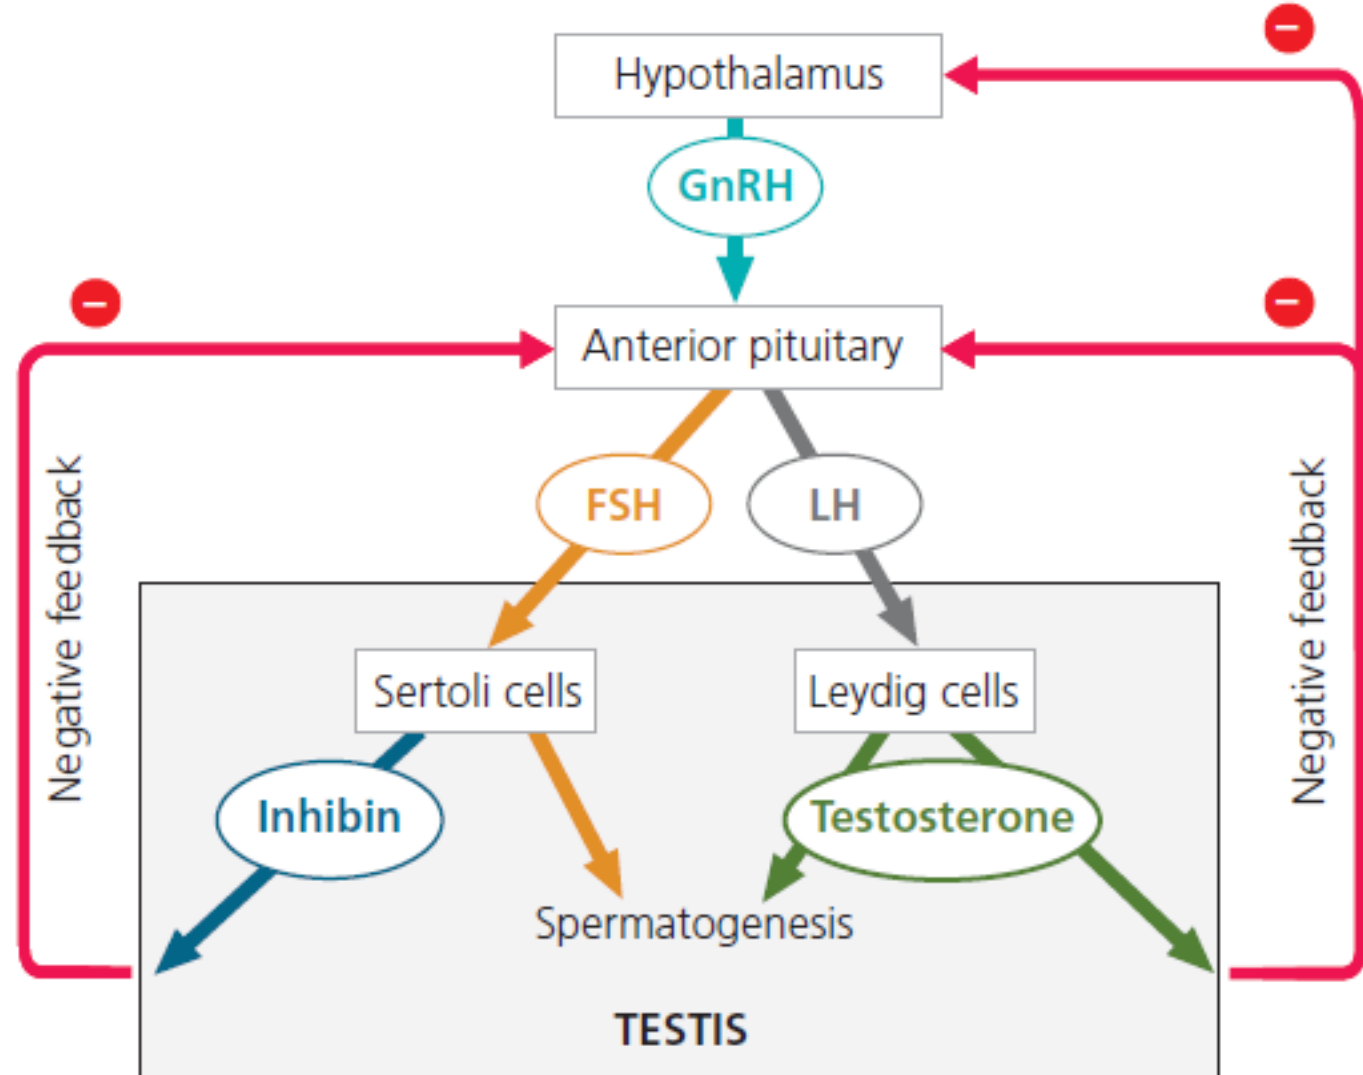 Hypothalamus
GnRH
Anterior pituitary
FSH
LH
Negative feedback
Negative feedback
Sertoli cells
Leydig cells
Inhibin
Testosterone
Spermatogenesis
TESTIS